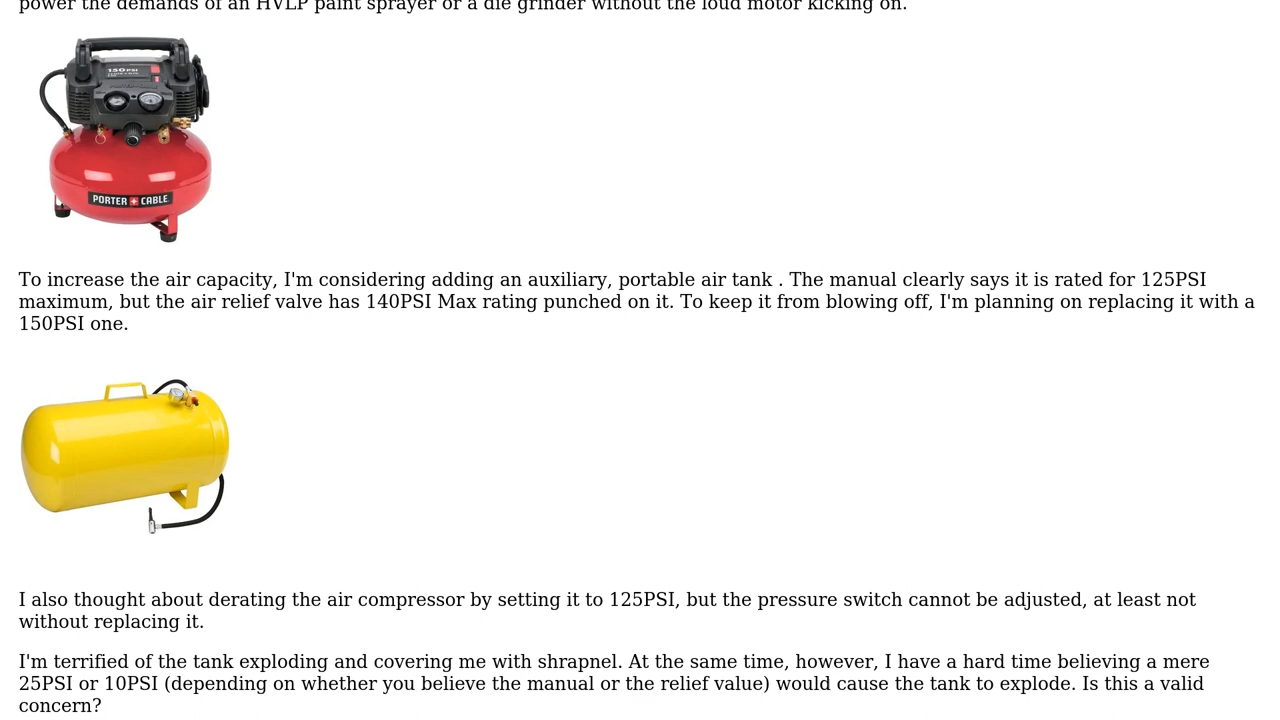 power the demands of an HVLP paint sprayer or a die grinder without the loud motor kicking on.
150 PSI
PORTER CABLE
To increase the air capacity, I'm considering adding an auxiliary, portable air tank . The manual clearly says it is rated for 125PSI
maximum, but the air relief valve has 140PSI Max rating punched on it. To keep it from blowing off, I'm planning on replacing it with a
150PSI one.
I also thought about derating the air compressor by setting it to 125PSI, but the pressure switch cannot be adjusted, at least not
without replacing it.
I'm terrified of the tank exploding and covering me with shrapnel. At the same time, however, I have a hard time believing a mere
25PSI or 10PSI (depending on whether you believe the manual or the relief value) would cause the tank to explode. Is this a valid
concern?